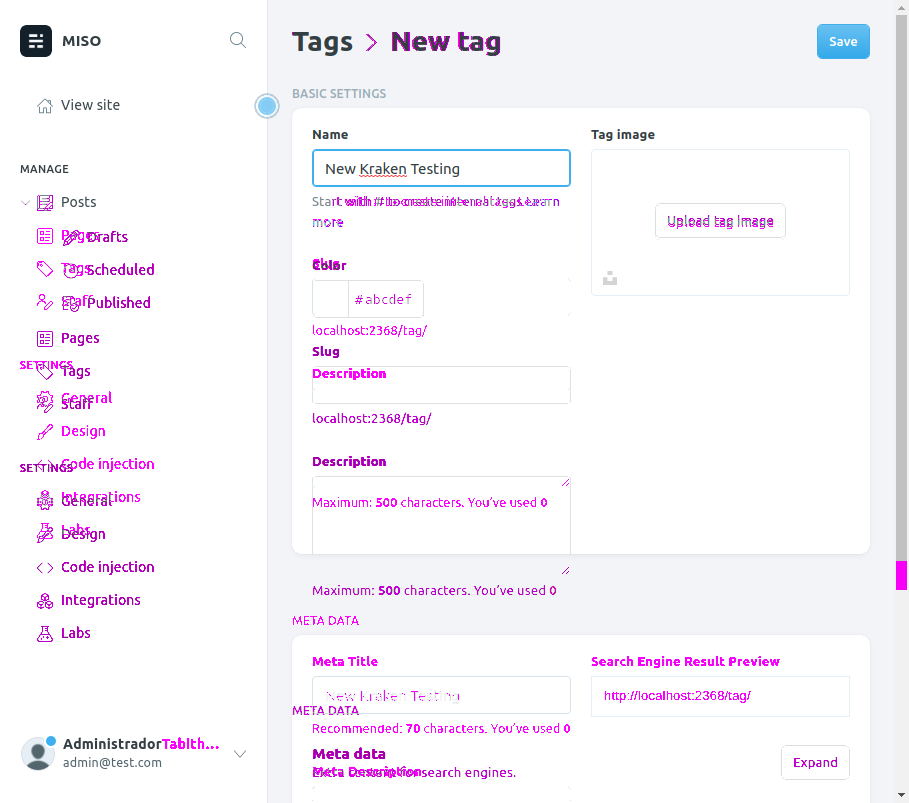 MISO
View site
MANAGE
Posts
Pages
Drafts
Tags
Scheduled
Staff
Published
Pages
SETTINGS
Tags
General
Staff
Design
Code injection
SETTINGS
Integrations
General
Labs
Design
Code injection
Integrations
Labs
Administrador
Tabith...
admin@test.com
Tags > New tag
Save
BASIC SETTINGS
Name
New Kraken Testing
Start with # to create internal tags Learn
more
Slug
Color
#abcdef
localhost:2368/tag/
Slug
Description
localhost:2368/tag/
Description
Maximum: 500 characters. You've used 0
Maximum: 500 characters. You've used 0
Tag image
Upload tag image
META DATA
Meta Title
New Kraken Testing
META DATA
Recommended: 70 characters. You've used 0
Meta data
Meta Description
Extra content for search engines.
Search Engine Result Preview
http://localhost:2368/tag/
Expand